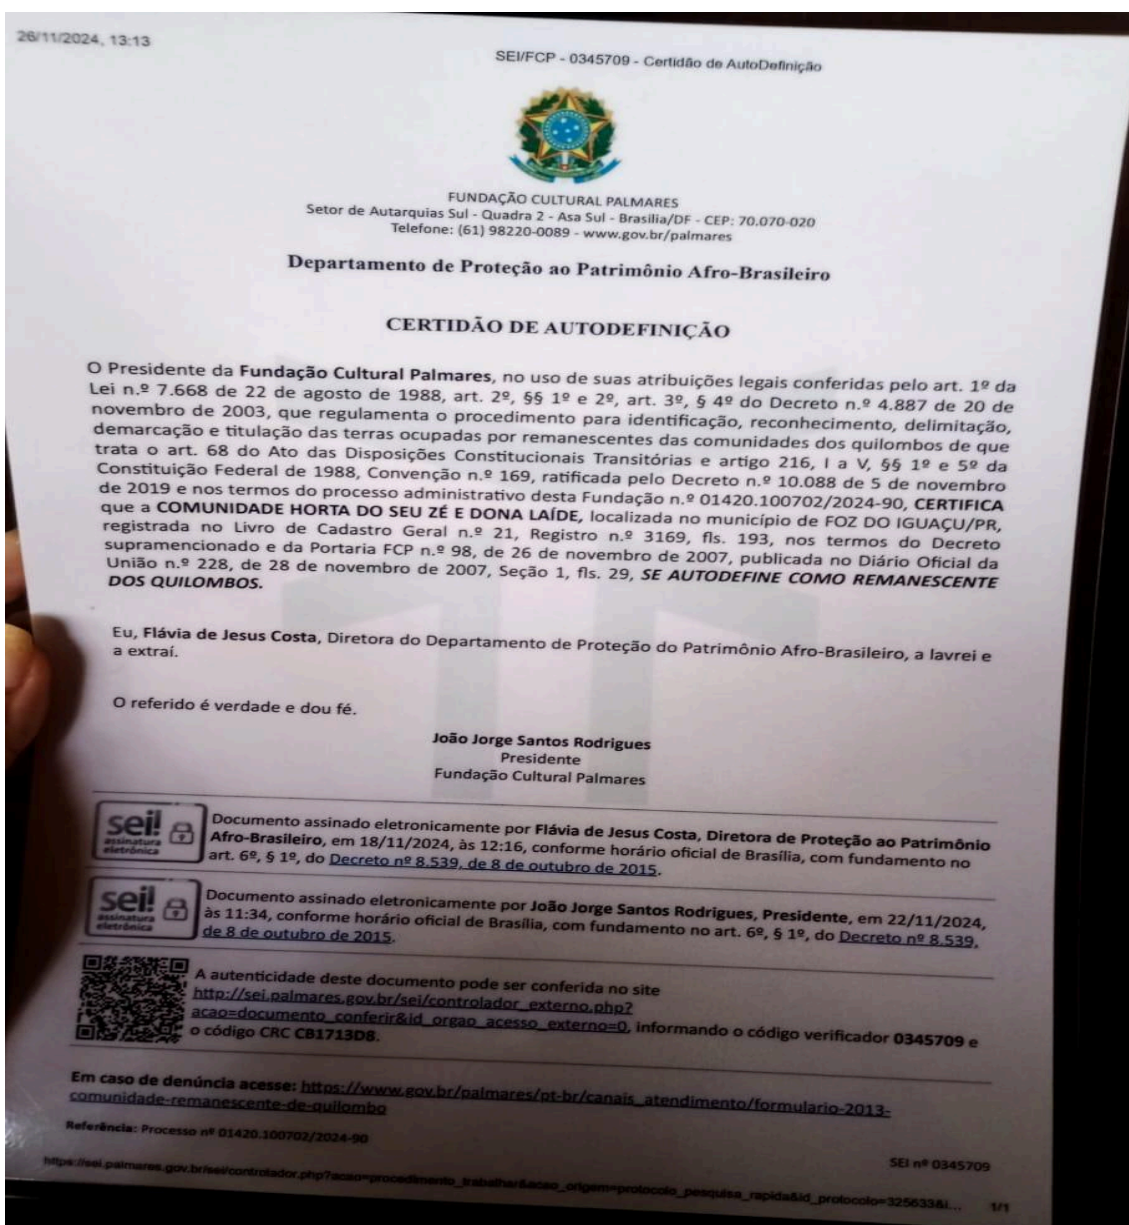 26/11/2024, 13:13
SEI/FCP - 0345709 - Certidão de AutoDefinição
FUNDAÇÃO CULTURAL PALMARES
Setor de Autarquias Sul - Quadra 2 - Asa Sul - Brasília/DF - CEP: 70.070-020
Telefone: (61) 98220-0089 - www.gov.br/palmares
Departamento de Proteção ao Patrimônio Afro-Brasileiro
CERTIDÃO DE AUTODEFINIÇÃO
O Presidente da Fundação Cultural Palmares, no uso de suas atribuições legais conferidas pelo art. 1º da
Lei n.º 7.668 de 22 de agosto de 1988, art. 2º, §§ 1º e 2º, art. 3º, § 4º do Decreto n.º 4.887 de 20 de
novembro de 2003, que regulamenta o procedimento para identificação, reconhecimento, delimitação,
demarcação e titulação das terras ocupadas por remanescentes das comunidades dos quilombos de que
trata o art. 68 do Ato das Disposições Constitucionais Transitórias e artigo 216, I a V, §§ 1º e 5º da
Constituição Federal de 1988, Convenção n.º 169, ratificada pelo Decreto n.º 10.088 de 5 de novembro
de 2019 e nos termos do processo administrativo desta Fundação n.º 01420.100702/2024-90, CERTIFICA
que a COMUNIDADE HORTA DO SEU ZÉ E DONA LAÍDE, localizada no município de FOZ DO IGUAÇU/PR,
registrada no Livro de Cadastro Geral n.º 21, Registro n.º 3169, fls. 193, nos termos do Decreto
supramencionado e da Portaria FCP n.º 98, de 26 de novembro de 2007, publicada no Diário Oficial da
União n.º 228, de 28 de novembro de 2007, Seção 1, fls. 29, SE AUTODEFINE COMO REMANESCENTE
DOS QUILOMBOS.
Eu, Flávia de Jesus Costa, Diretora do Departamento de Proteção do Patrimônio Afro-Brasileiro, a lavrei e
a extraí.
O referido é verdade e dou fé.
João Jorge Santos Rodrigues
Presidente
Fundação Cultural Palmares
sei!
assinatura
eletrônica
Documento assinado eletronicamente por Flávia de Jesus Costa, Diretora de Proteção ao Patrimônio
Afro-Brasileiro, em 18/11/2024, às 12:16, conforme horário oficial de Brasília, com fundamento no
art. 6º, § 1º, do Decreto nº 8.539, de 8 de outubro de 2015.
sei!
assinatura
eletrônica
Documento assinado eletronicamente por João Jorge Santos Rodrigues, Presidente, em 22/11/2024,
às 11:34, conforme horário oficial de Brasília, com fundamento no art. 6º, § 1º, do Decreto nº 8.539,
de 8 de outubro de 2015.
A autenticidade deste documento pode ser conferida no site
http://sei.palmares.gov.br/sei/controlador_externo.php?
acao=documento_conferir&id_orgao_acesso_externo=0, informando o código verificador 0345709 e
o código CRC CB1713D8.
Em caso de denúncia acesse: https://www.gov.br/palmares/pt-br/canais_atendimento/formulario-2013-
comunidade-remanescente-de-quilombo
Referência: Processo nº 01420.100702/2024-90
SEI nº 0345709
https://sei.palmares.gov.br/sei/controlador.php?acao=procedimento_trabalhar&acao_origem=protocolo_pesquisa_rapida&id_protocolo=325633&i...
1/1